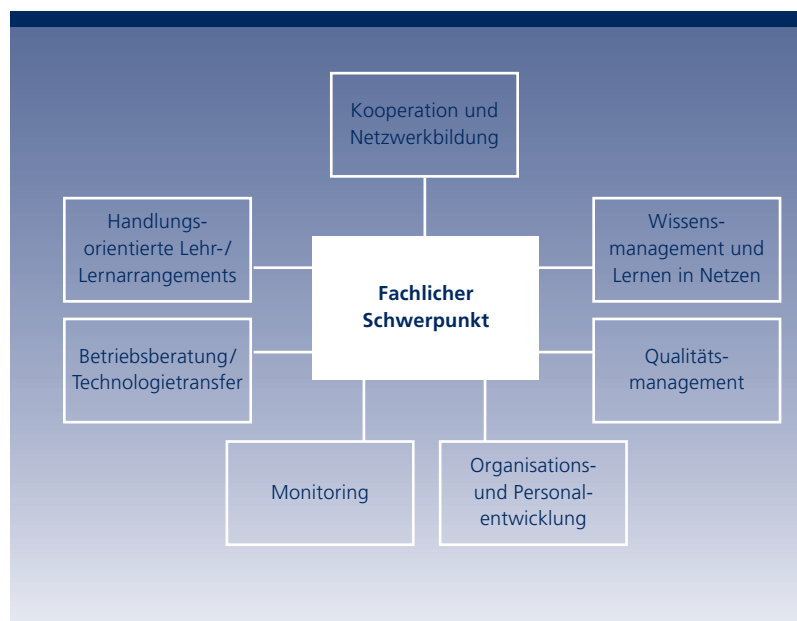 Kooperation und
Netzwerkbildung
Handlungs-
orientierte Lehr-/
Lernarrangements
Wissens-
management und
Lernen in Netzen
Fachlicher
Schwerpunkt
Betriebsberatung/
Technologietransfer
Qualitäts-
management
Monitoring
Organisations-
und Personal-
entwicklung